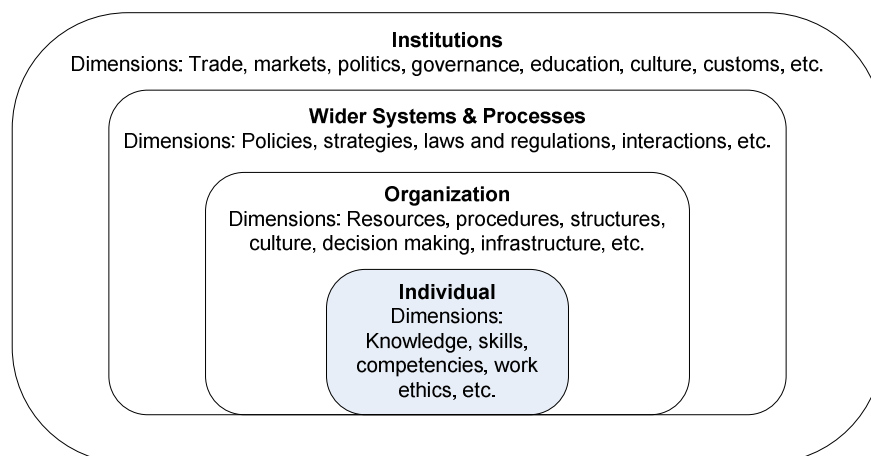 Institutions
Dimensions: Trade, markets, politics, governance, education, culture, customs, etc.
Wider Systems & Processes
Dimensions: Policies, strategies, laws and regulations, interactions, etc.
Organization
Dimensions: Resources, procedures, structures,
culture, decision making, infrastructure, etc.
Individual
Dimensions:
Knowledge, skills,
competencies, work
ethics, etc.